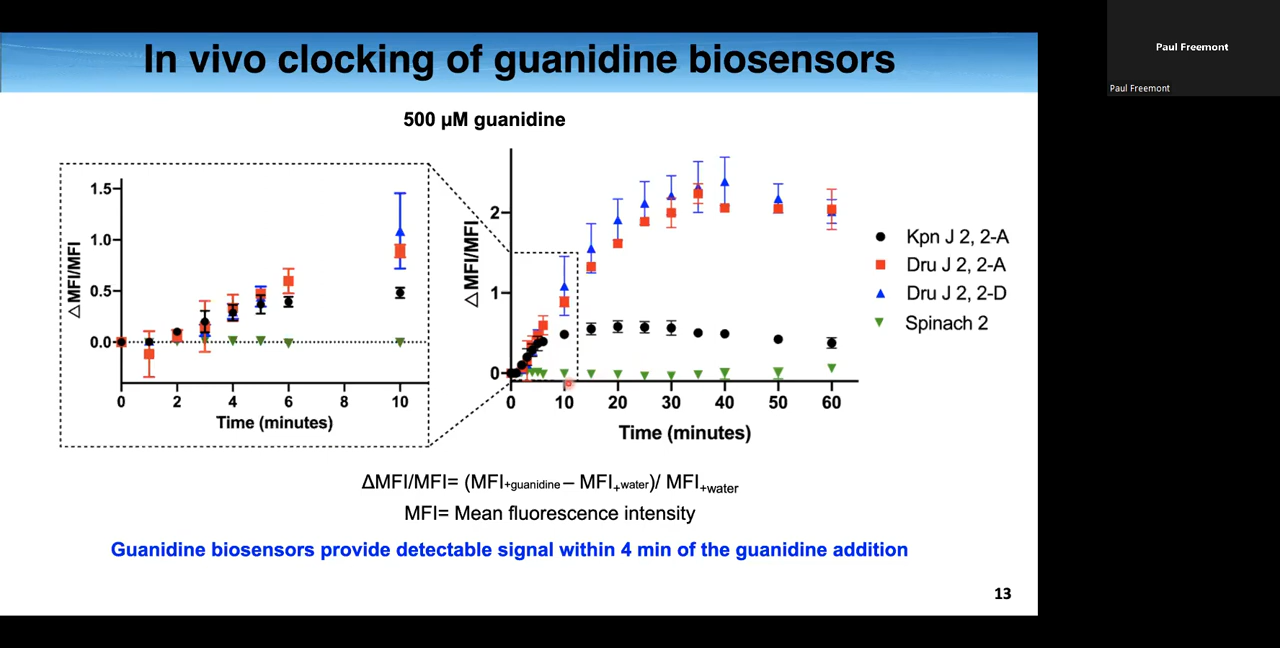 In vivo clocking of guanidine biosensors
Paul Freemont
Paul Freemont
500 µM guanidine
ΔMFI/MFI
1.5
1.0
0.5
0.0
0 2 4 6 8 10
Time (minutes)
ΔMFI/MFI
2
1
0
0 10 20 30 40 50 60
Time (minutes)
Kpn J 2, 2-A
Dru J 2, 2-A
Dru J 2, 2-D
Spinach 2
ΔMFI/MFI= (MFI+guanidine – MFI+water)/ MFI+water
MFI= Mean fluorescence intensity
Guanidine biosensors provide detectable signal within 4 min of the guanidine addition
13